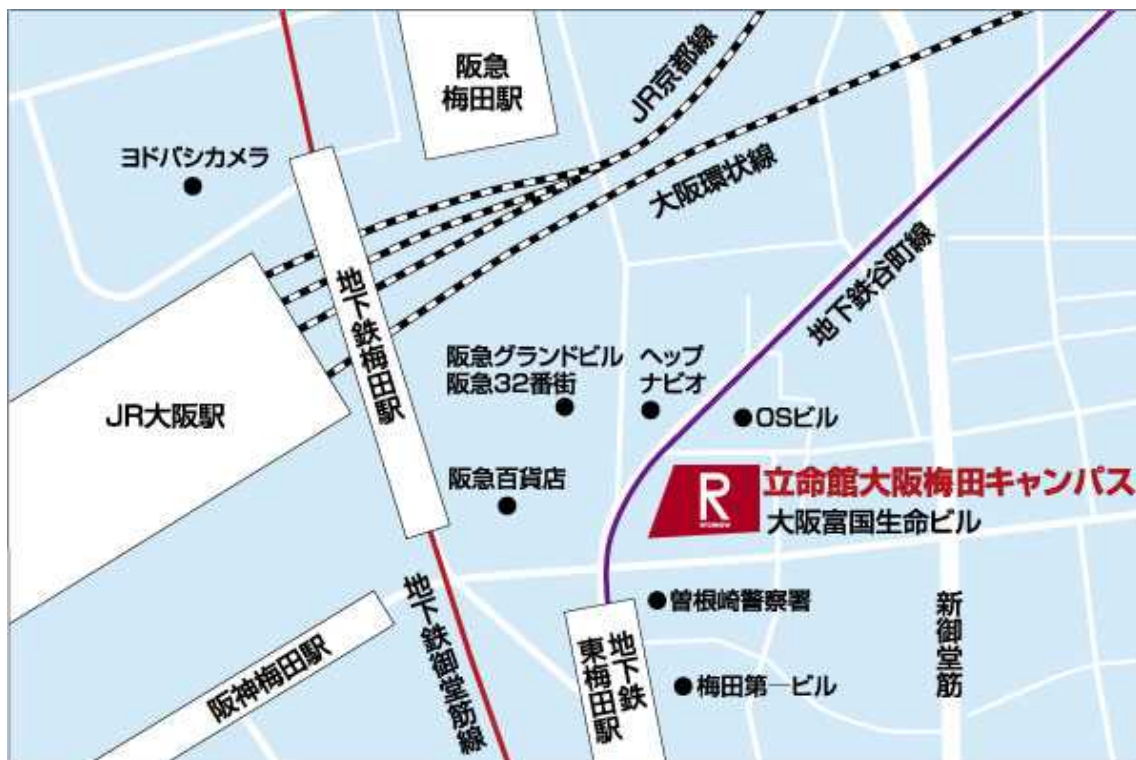 阪急
梅田駅
JR京都線
ヨドバシカメラ
大阪環状線
地下鉄谷町線
地下鉄梅田駅
JR大阪駅
阪急グランドビル
阪急32番街
ヘップ
ナビオ
OSビル
阪急百貨店
R
立命館大阪梅田キャンパス
大阪富国生命ビル
曽根崎警察署
地下鉄御堂筋線
新御堂筋
阪神梅田駅
地下鉄
東梅田駅
梅田第一ビル